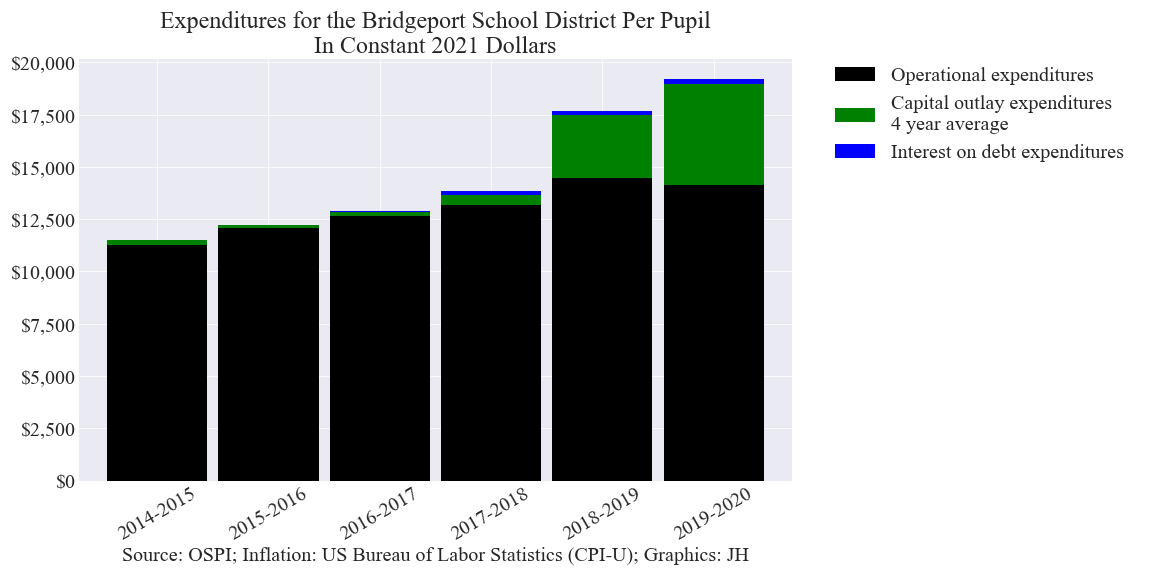 Expenditures for the Bridgeport School District Per Pupil
In Constant 2021 Dollars
$20,000
$17,500
$15,000
$12,500
$10,000
$7,500
$5,000
$2,500
$0
2014-2015
2015-2016
2016-2017
2017-2018
2018-2019
2019-2020
Source: OSPI; Inflation: US Bureau of Labor Statistics (CPI-U); Graphics: JH
Operational expenditures
Capital outlay expenditures
4 year average
Interest on debt expenditures